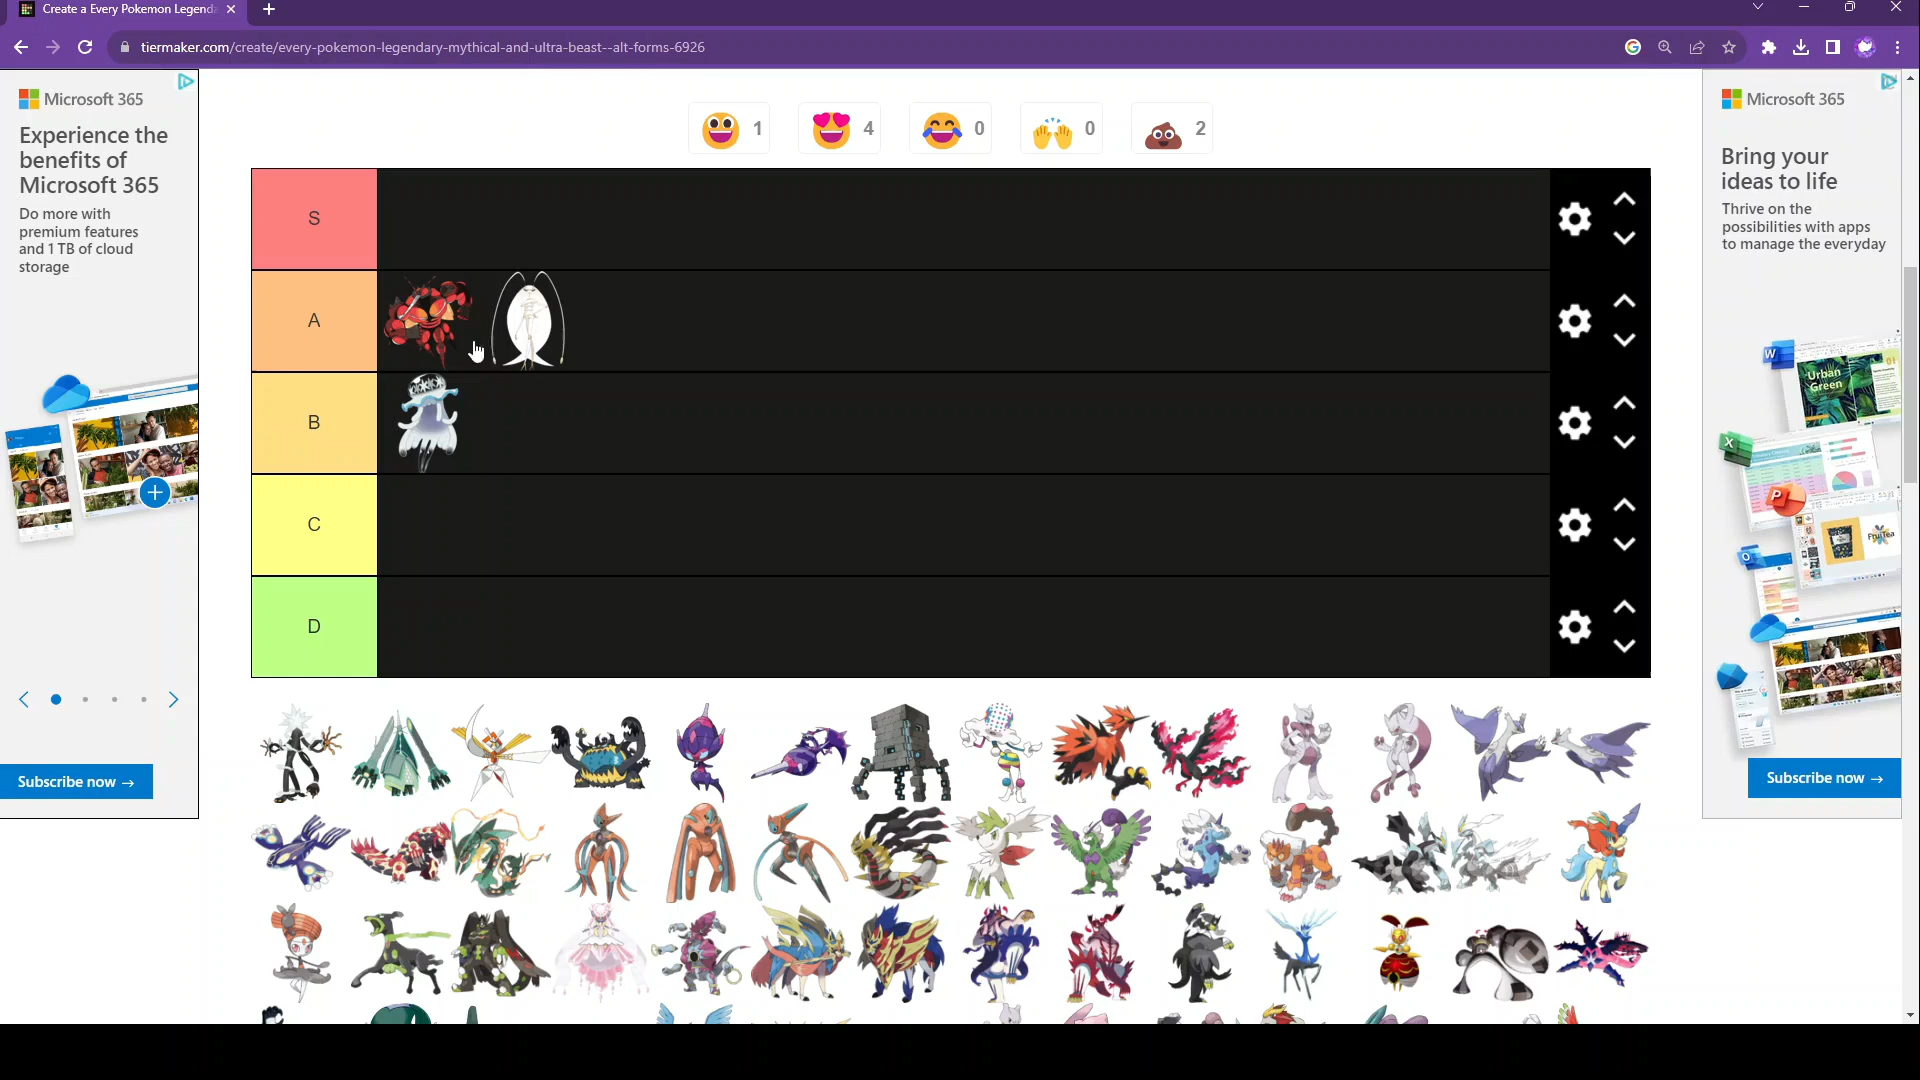 Create a Every Pokemon Legenda
tiermaker.com/create/every-pokemon-legendary-mythical-and-ultra-beast--alt-forms-6926
Microsoft 365
Experience the
benefits of
Microsoft 365
Do more with
premium features
and 1 TB of cloud
storage
Subscribe now →
1
4
0
0
2
S
A
B
C
D
Microsoft 365
Bring your
ideas to life
Thrive on the
possibilities with apps
to manage the everyday
W
Urban
Green
01
X
P
FruiTea
Subscribe now →